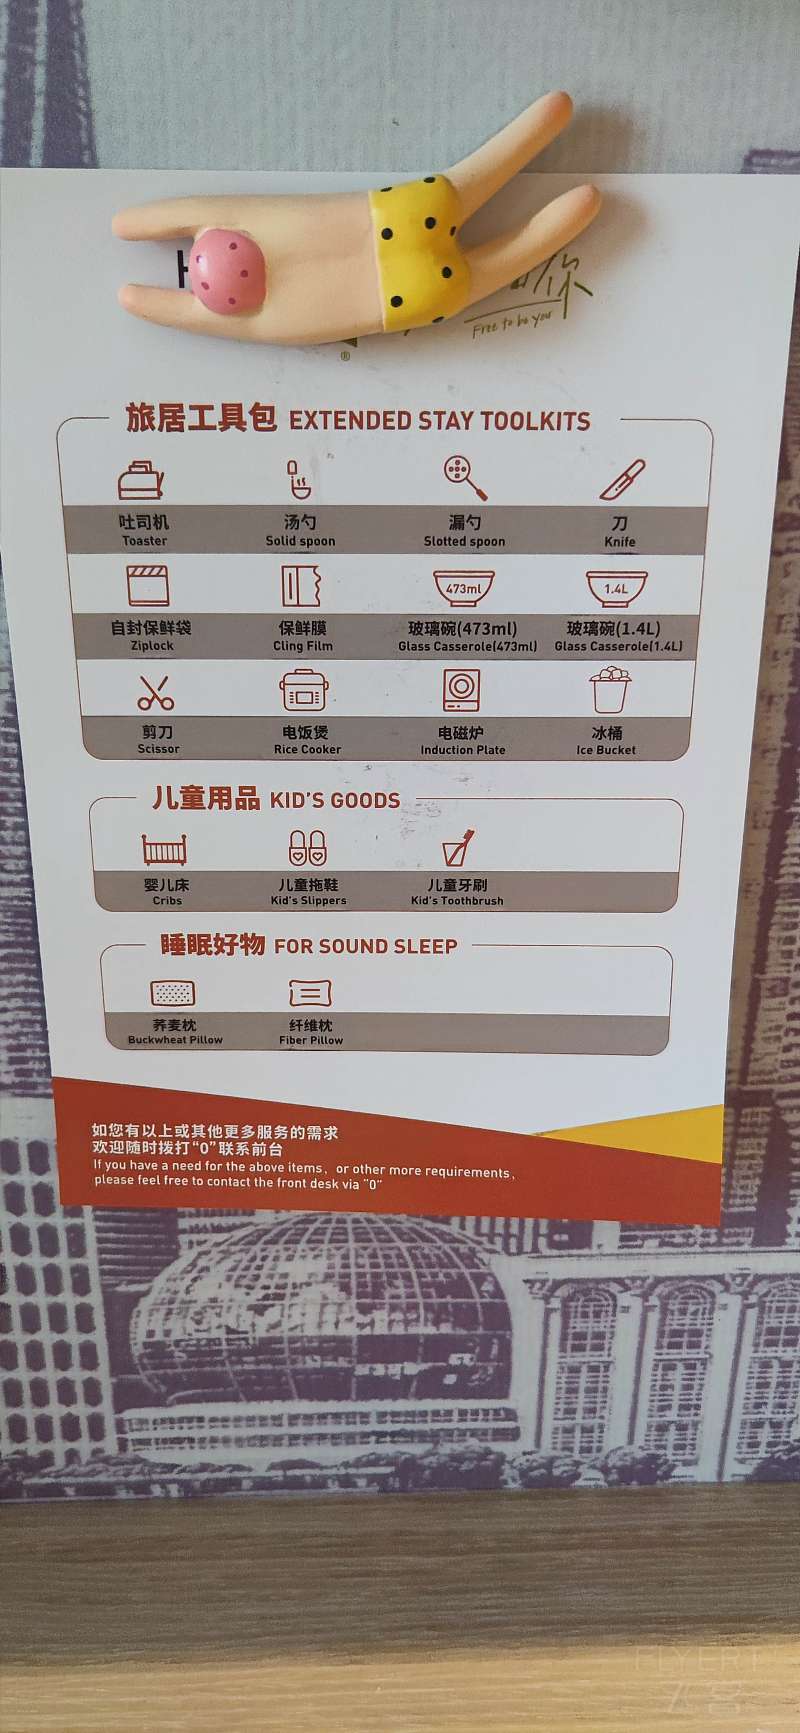 H
你
Free to be you
®
旅居工具包 EXTENDED STAY TOOLKITS
吐司机 汤勺 漏勺 刀
Toaster Solid spoon Slotted spoon Knife
473ml 1.4L
自封保鲜袋 保鲜膜 玻璃碗(473ml) 玻璃碗(1.4L)
Ziplock Cling Film Glass Casserole(473ml) Glass Casserole(1.4L)
剪刀 电饭煲 电磁炉 冰桶
Scissor Rice Cooker Induction Plate Ice Bucket
儿童用品 KID'S GOODS
婴儿床 儿童拖鞋 儿童牙刷
Cribs Kid's Slippers Kid's Toothbrush
睡眠好物 FOR SOUND SLEEP
荞麦枕 纤维枕
Buckwheat Pillow Fiber Pillow
如您有以上或其他更多服务的需求
欢迎随时拨打“0”联系前台
If you have a need for the above items, or other more requirements,
please feel free to contact the front desk via "0"
FLYERT